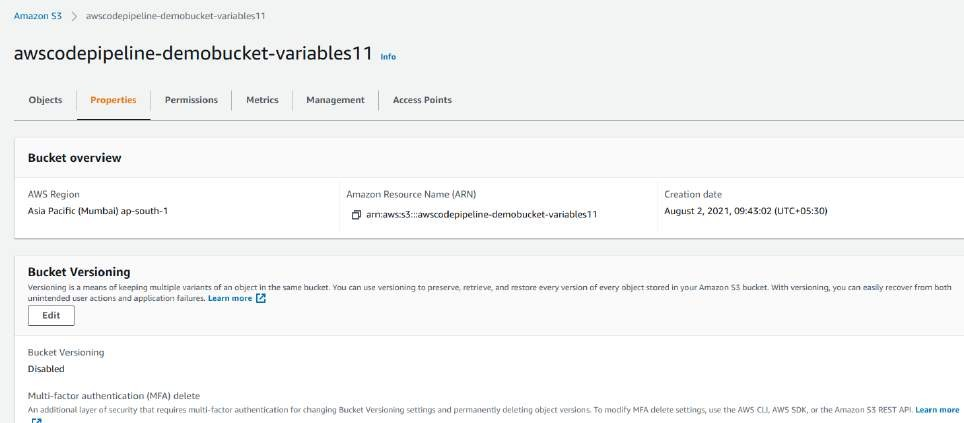 Amazon S3 > awscodepipeline-demobucket-variables11
awscodepipeline-demobucket-variables11 Info
Objects Properties Permissions Metrics Management Access Points
Bucket overview
AWS Region Amazon Resource Name (ARN) Creation date
Asia Pacific (Mumbai) ap-south-1 arn:aws:s3:::awscodepipeline-demobucket-variables11 August 2, 2021, 09:43:02 (UTC+05:30)
Bucket Versioning
Versioning is a means of keeping multiple variants of an object in the same bucket. You can use versioning to preserve, retrieve, and restore every version of every object stored in your Amazon S3 bucket. With versioning, you can easily recover from both
unintended user actions and application failures. Learn more
Edit
Bucket Versioning
Disabled
Multi-factor authentication (MFA) delete
An additional layer of security that requires multi-factor authentication for changing Bucket Versioning settings and permanently deleting object versions. To modify MFA delete settings, use the AWS CLI, AWS SDK, or the Amazon S3 REST API. Learn more